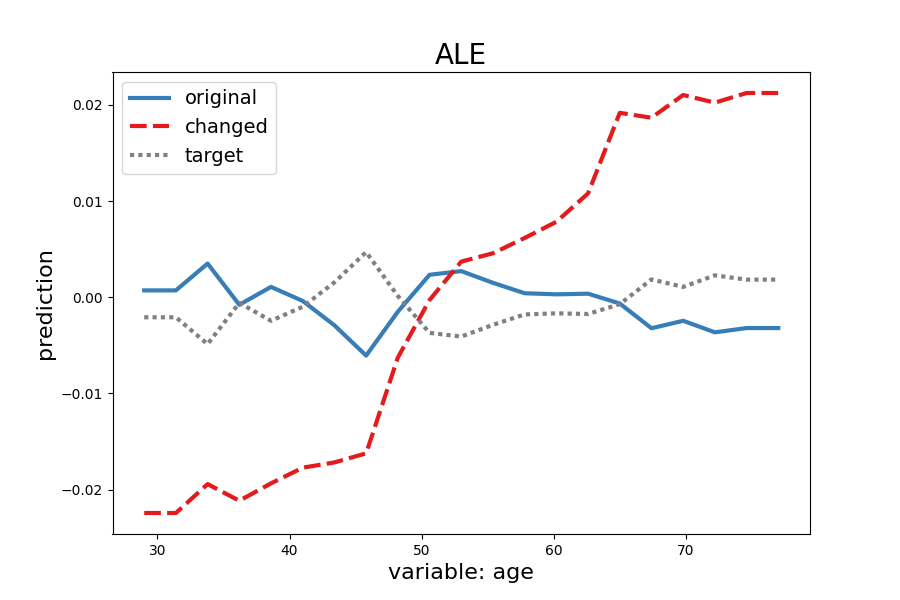 ALE
original
changed
target
0.02
0.01
0.00
−0.01
−0.02
prediction
30 40 50 60 70
variable: age